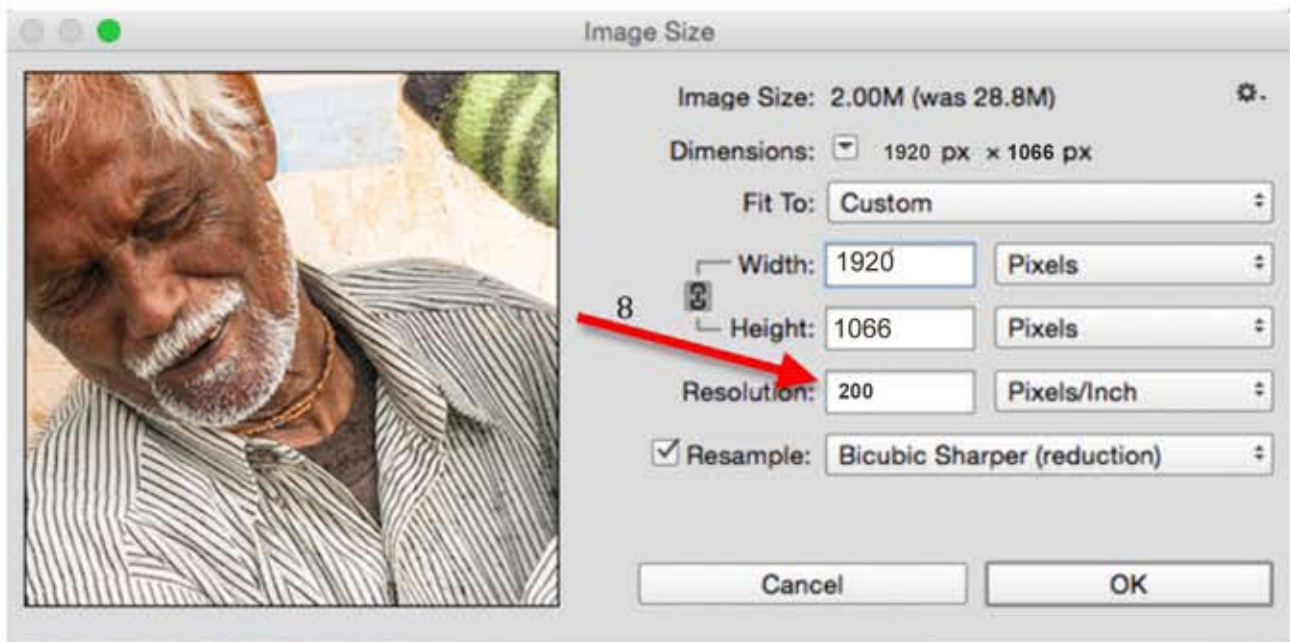 Image Size
Image Size: 2.00M (was 28.8M)
Dimensions: 1920 px × 1066 px
Fit To: Custom
Width: 1920 Pixels
8
Height: 1066 Pixels
Resolution: 200 Pixels/Inch
Resample: Bicubic Sharper (reduction)
Cancel OK